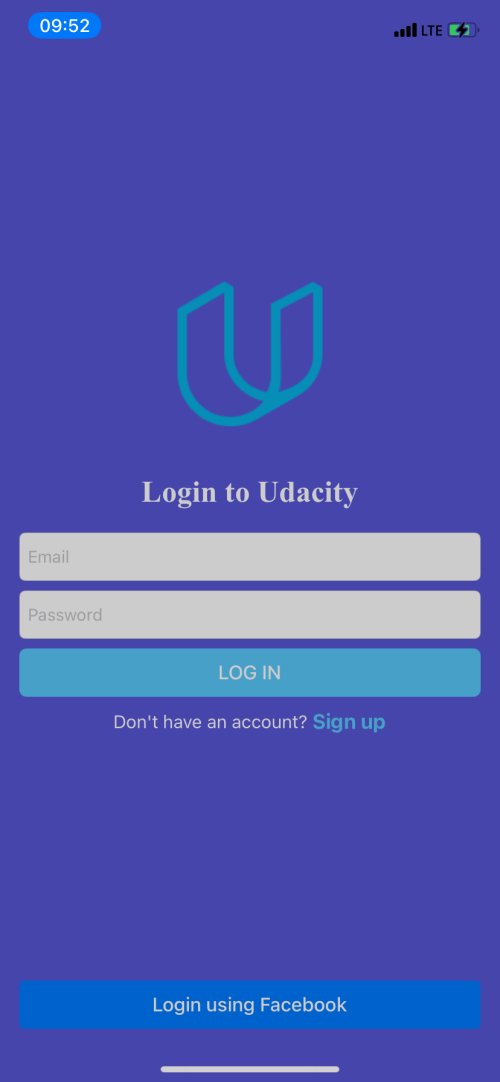 09:52
LTE
Login to Udacity
Email
Password
LOG IN
Don't have an account? Sign up
Login using Facebook